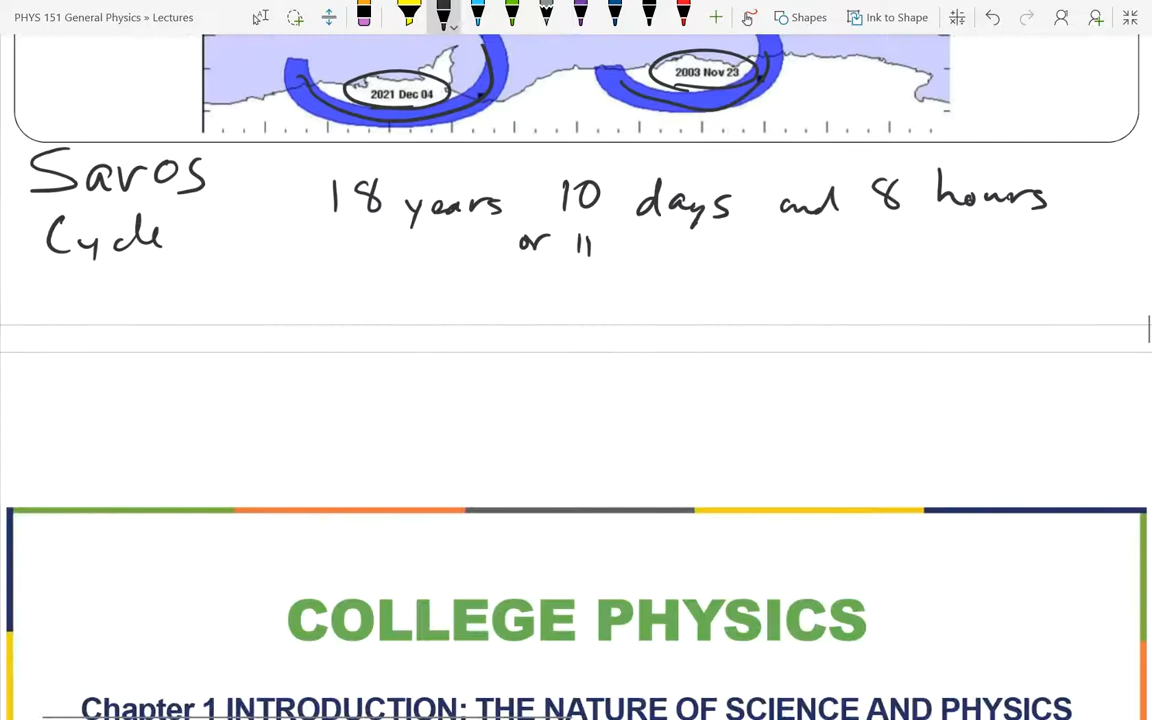 PHYS 151 General Physics » Lectures
Shapes
Ink to Shape
2021 Dec 04
2003 Nov 23
Saros
Cycle
18 years 10 days and 8 hours
or 11
COLLEGE PHYSICS
Chapter 1 INTRODUCTION: THE NATURE OF SCIENCE AND PHYSICS